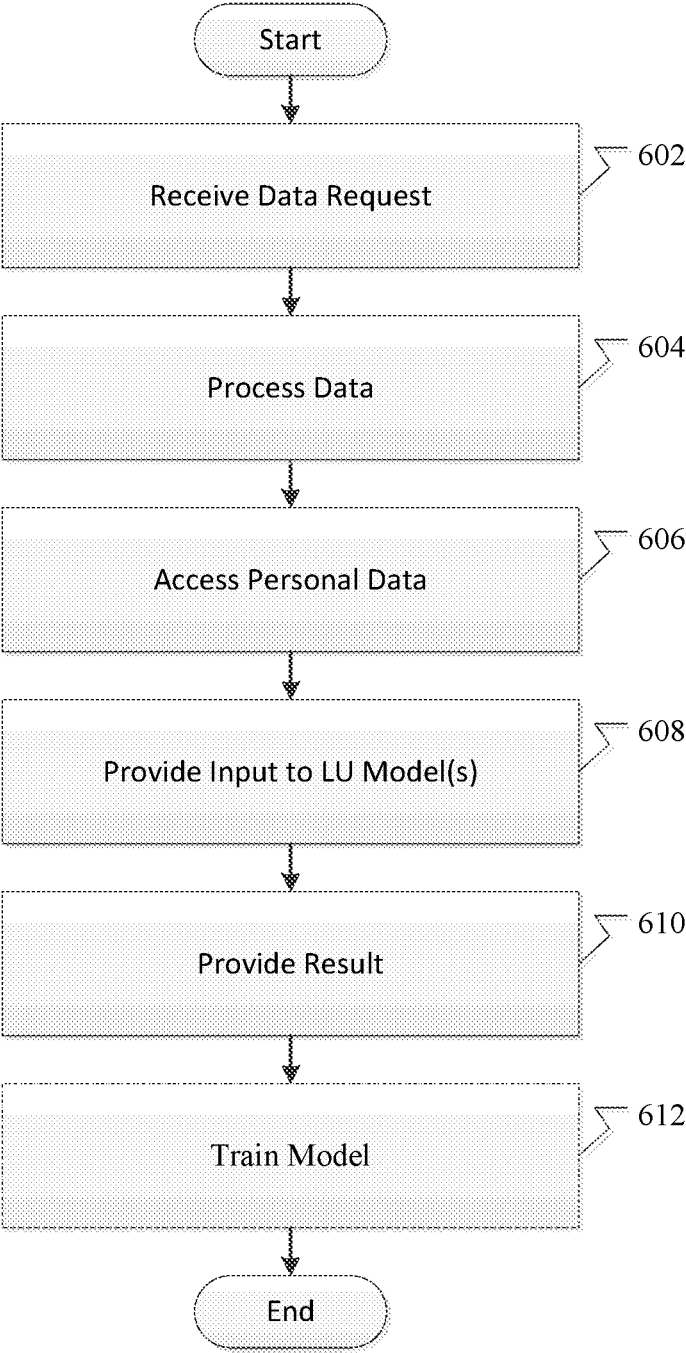 Start
Receive Data Request
602
Process Data
604
Access Personal Data
606
Provide Input to LU Model(s)
608
Provide Result
610
Train Model
612
End